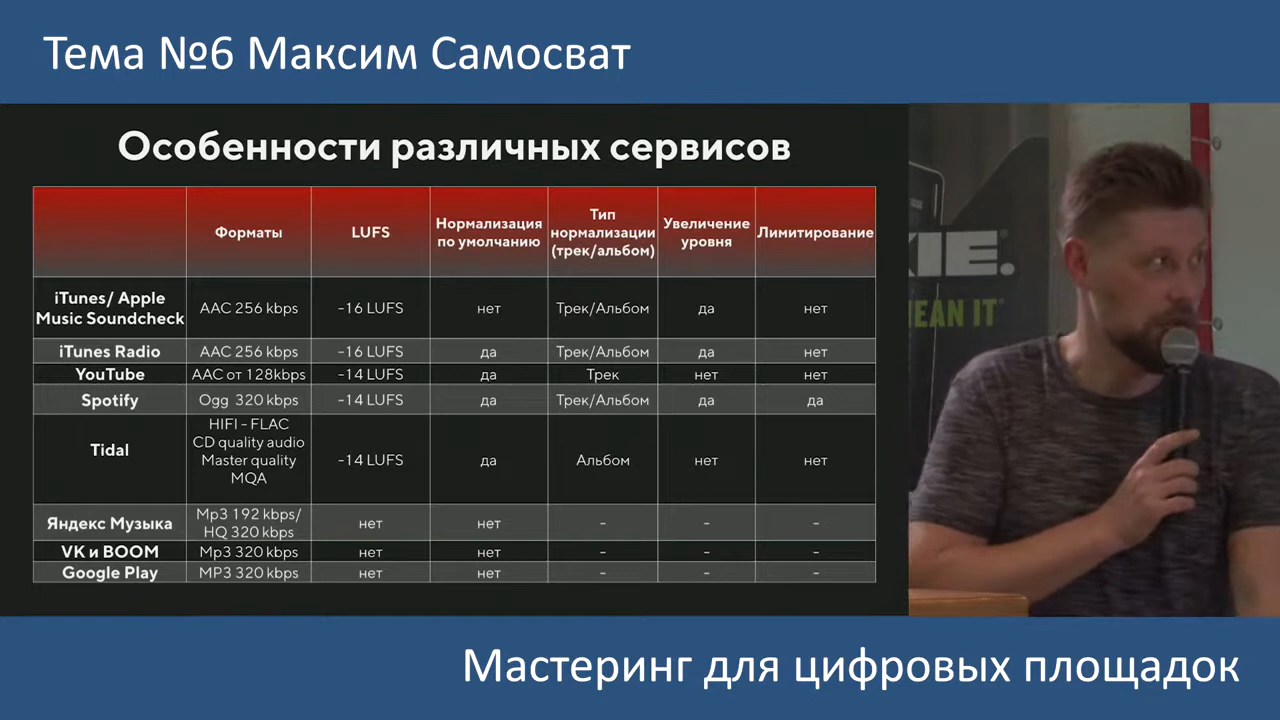 Тема №6 Максим Самосват
Особенности различных сервисов
Форматы
LUFS
Нормализация
по умолчанию
Тип
нормализации
(трек/альбом)
Увеличение
уровня
Лимитирование
iTunes/ Apple
Music Soundcheck
AAC 256 kbps
-16 LUFS
нет
Трек/Альбом
да
нет
iTunes Radio
AAC 256 kbps
-16 LUFS
да
Трек/Альбом
да
нет
YouTube
AAC от 128kbps
-14 LUFS
да
Трек
нет
нет
Spotify
Ogg 320 kbps
-14 LUFS
да
Трек/Альбом
да
да
Tidal
HIFI - FLAC
CD quality audio
Master quality
MQA
-14 LUFS
да
Альбом
нет
нет
Яндекс Музыка
Mp3 192 kbps/
HQ 320 kbps
нет
нет
-
-
-
VK и BOOM
Mp3 320 kbps
нет
нет
-
-
-
Google Play
MP3 320 kbps
нет
нет
-
-
-
Мастеринг для цифровых площадок